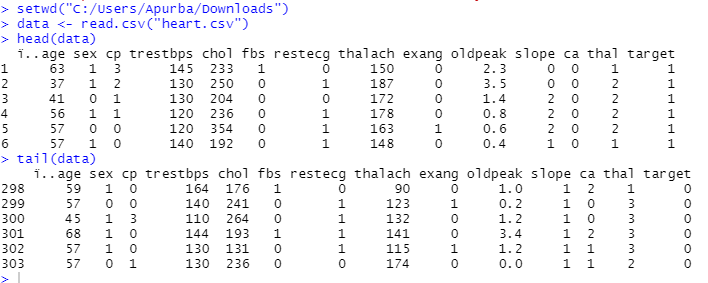 > setwd("C:/Users/Apurba/Downloads")
> data <- read.csv("heart.csv")
> head(data)
  ï..age sex cp trestbps chol fbs restecg thalach exang oldpeak slope ca thal target
1     63   1  3      145  233   1       0     150     0     2.3     0  0    1      1
2     37   1  2      130  250   0       1     187     0     3.5     0  0    2      1
3     41   0  1      130  204   0       0     172     0     1.4     2  0    2      1
4     56   1  1      120  236   0       1     178     0     0.8     2  0    2      1
5     57   0  0      120  354   0       1     163     1     0.6     2  0    2      1
6     57   1  0      140  192   0       1     148     0     0.4     1  0    1      1
> tail(data)
    ï..age sex cp trestbps chol fbs restecg thalach exang oldpeak slope ca thal target
298     59   1  0      164  176   1       0      90     0     1.0     1  2    1      0
299     57   0  0      140  241   0       1     123     1     0.2     1  0    3      0
300     45   1  3      110  264   0       1     132     0     1.2     1  0    3      0
301     68   1  0      144  193   1       1     141     0     3.4     1  2    3      0
302     57   1  0      130  131   0       1     115     1     1.2     1  1    3      0
303     57   0  1      130  236   0       0     174     0     0.0     1  1    2      0
>